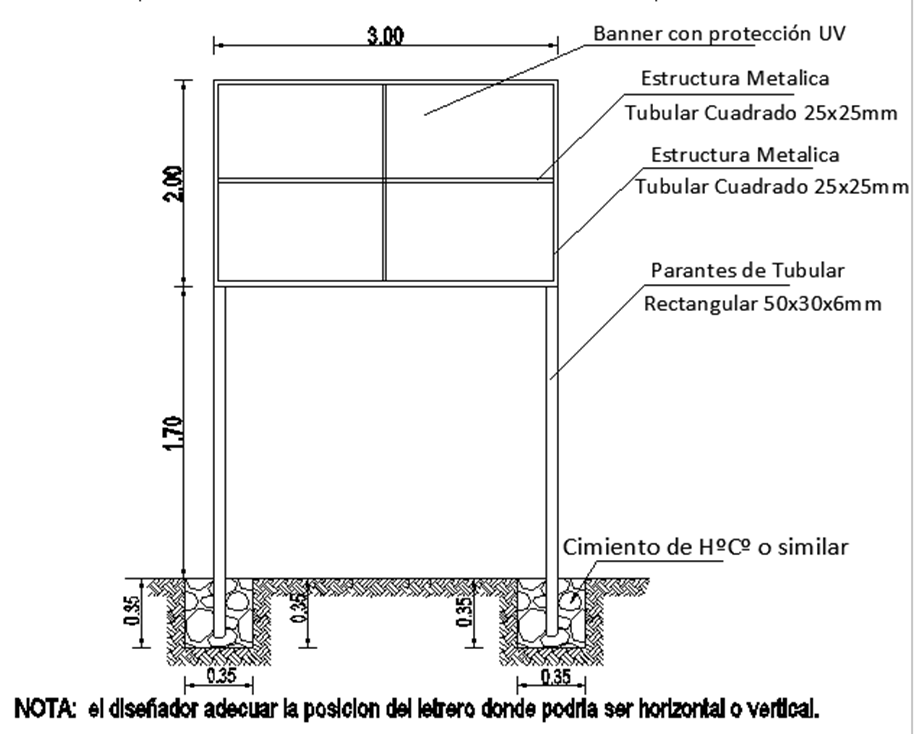 3.00
Banner con protección UV
Estructura Metalica
Tubular Cuadrado 25x25mm
Estructura Metalica
Tubular Cuadrado 25x25mm
2.00
Parantes de Tubular
Rectangular 50x30x6mm
1.70
Cimiento de HºCº o similar
0.35
0.35
0.35
0.35
0.35
NOTA: el diseñador adecuar la posicion del letrero donde podria ser horizontal o vertical.